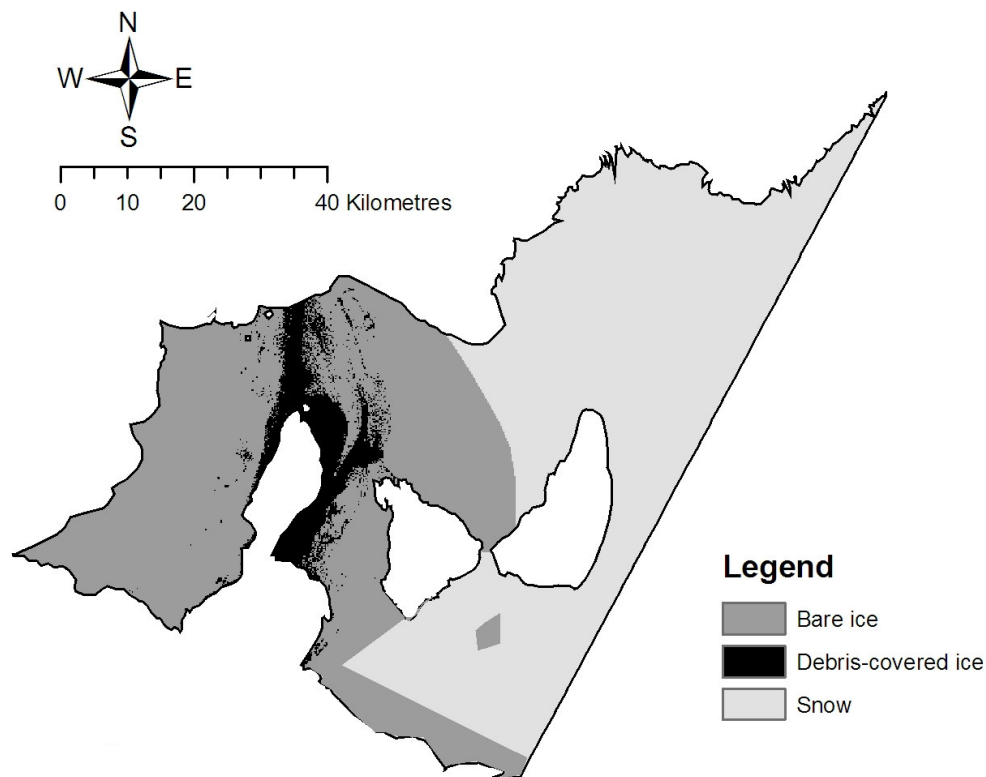 N
W E
S
0 10 20 40 Kilometres
Legend
Bare ice
Debris-covered ice
Snow